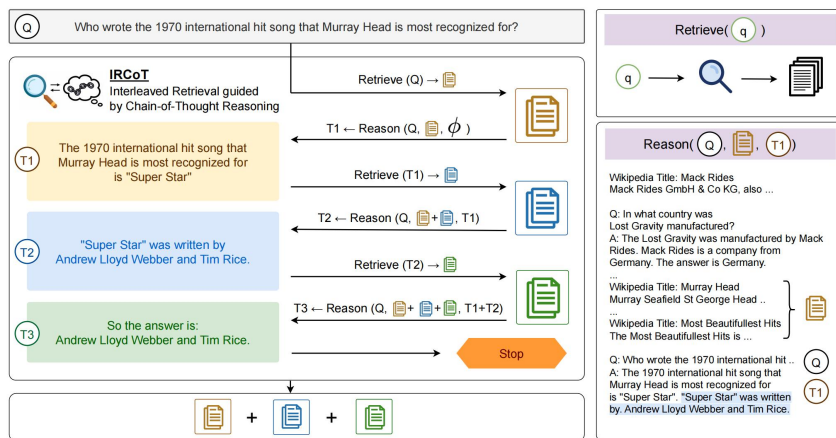 Q Who wrote the 1970 international hit song that Murray Head is most recognized for?
IRCoT
Interleaved Retrieval guided
by Chain-of-Thought Reasoning
Retrieve (Q) →
T1 ← Reason (Q, , ϕ )
T1
The 1970 international hit song that
Murray Head is most recognized for
is "Super Star"
Retrieve (T1) →
T2 ← Reason (Q, + , T1)
T2
"Super Star" was written by
Andrew Lloyd Webber and Tim Rice.
Retrieve (T2) →
T3 ← Reason (Q, + + , T1+T2)
T3
So the answer is:
Andrew Lloyd Webber and Tim Rice.
Stop
+ +
Retrieve( q )
q
Reason( Q , , T1 )
Wikipedia Title: Mack Rides
Mack Rides GmbH & Co KG, also ...
Q: In what country was
Lost Gravity manufactured?
A: The Lost Gravity was manufactured by Mack
Rides. Mack Rides is a company from
Germany. The answer is Germany.
...
Wikipedia Title: Murray Head
Murray Seafield St George Head ..
...
Wikipedia Title: Most Beautifullest Hits
The Most Beautifullest Hits is ...
Q: Who wrote the 1970 international hit .. Q
A: The 1970 international hit song that
Murray Head is most recognized for T1
is "Super Star". "Super Star" was written
by. Andrew Lloyd Webber and Tim Rice.